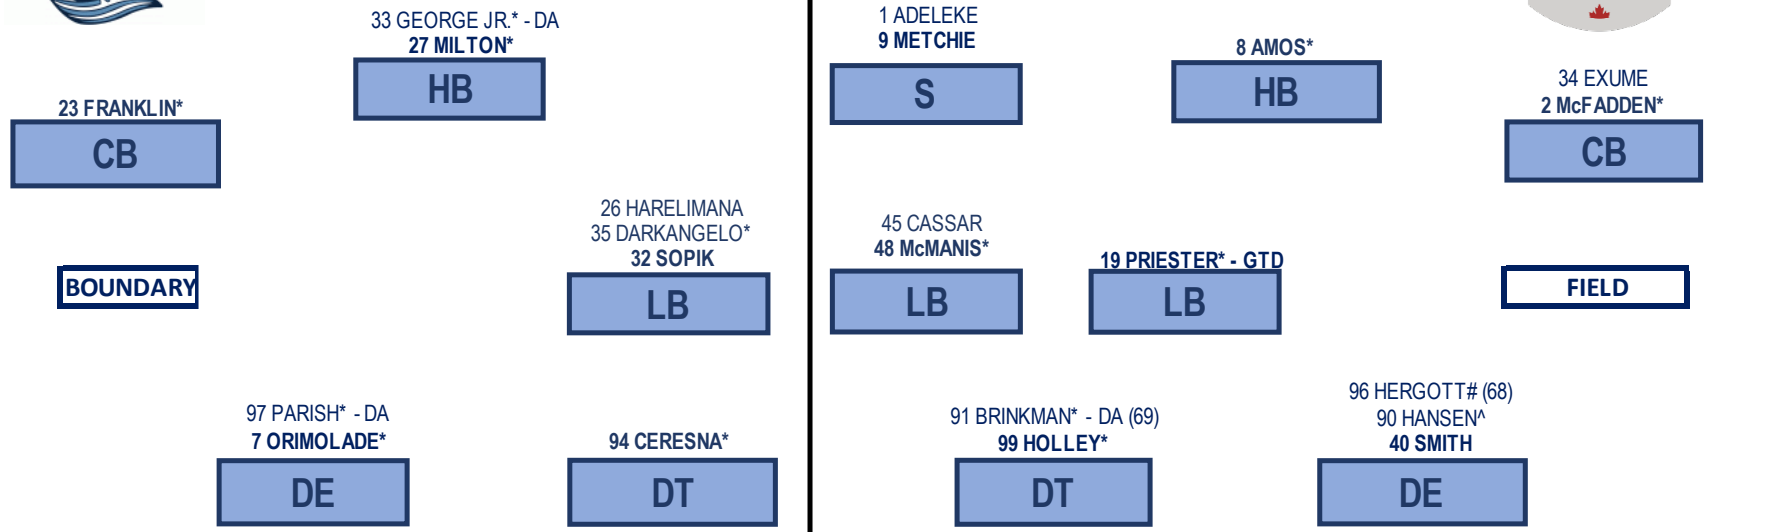 33 GEORGE JR.* - DA
27 MILTON*
HB
1 ADELEKE
9 METCHIE
S
8 AMOS*
HB
34 EXUME
2 McFADDEN*
CB
23 FRANKLIN*
CB
26 HARELIMANA
35 DARKANGELO*
32 SOPIK
LB
45 CASSAR
48 McMANIS*
LB
19 PRIESTER* - GTD
LB
BOUNDARY
FIELD
97 PARISH* - DA
7 ORIMOLADE*
DE
94 CERESNA*
DT
91 BRINKMAN* - DA (69)
99 HOLLEY*
DT
96 HERGOTT# (68)
90 HANSEN^
40 SMITH
DE